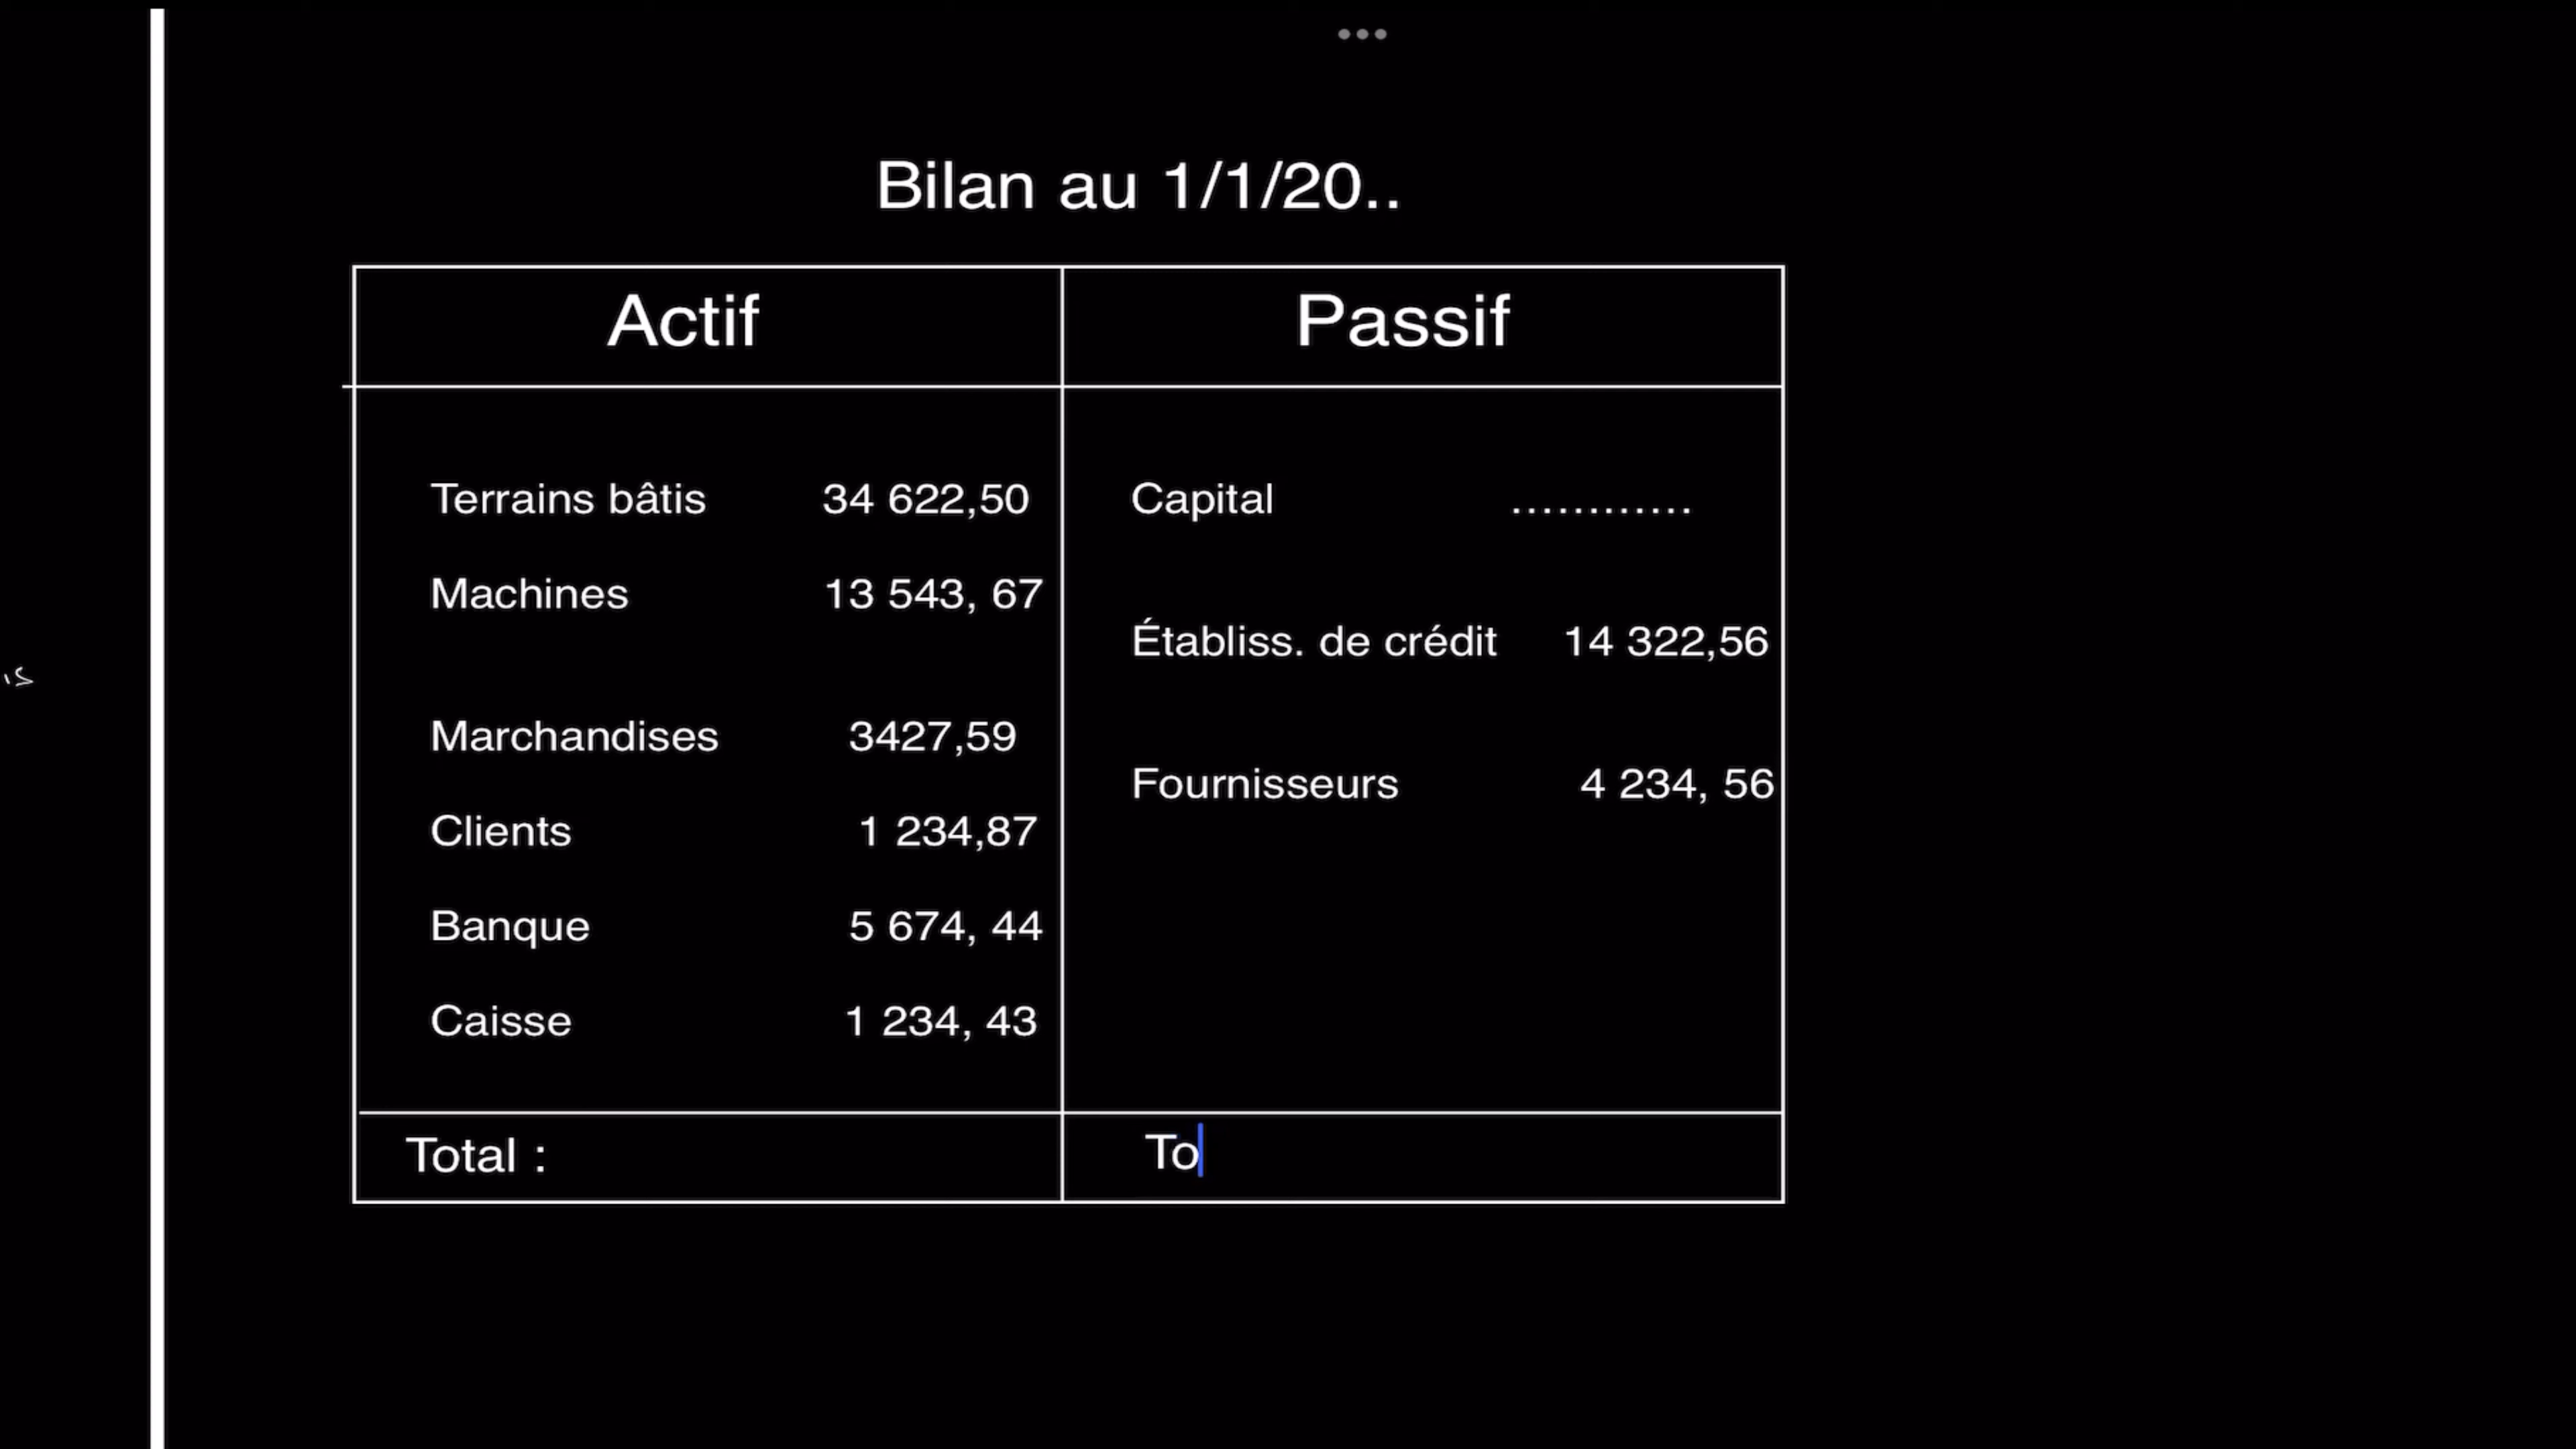 Bilan au 1/1/20..
Actif Passif
Terrains bâtis 34 622,50
Machines 13 543, 67
Marchandises 3427,59
Clients 1 234,87
Banque 5 674, 44
Caisse 1 234, 43
Capital ............
Établiss. de crédit 14 322,56
Fournisseurs 4 234, 56
Total :
To